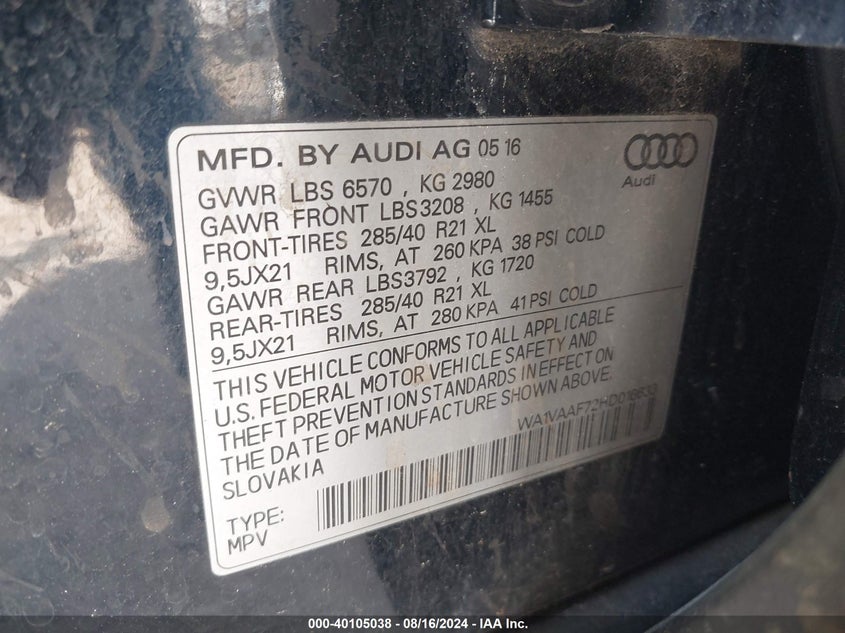 MFD. BY AUDI AG 05 16
Audi
GVWR LBS 6570 , KG 2980
GAWR FRONT LBS3208 , KG 1455
FRONT-TIRES 285/40 R21 XL
9,5JX21 RIMS, AT 260 KPA 38 PSI COLD
GAWR REAR LBS3792 , KG 1720
REAR-TIRES 285/40 R21 XL
9,5JX21 RIMS, AT 280 KPA 41 PSI COLD
THIS VEHICLE CONFORMS TO ALL APPLICABLE
U.S. FEDERAL MOTOR VEHICLE SAFETY AND
THEFT PREVENTION STANDARDS IN EFFECT ON
THE DATE OF MANUFACTURE SHOWN ABOVE.
SLOVAKIA
WA1VAAF72HD016633
TYPE:
MPV
000-40105038 - 08/16/2024 - IAA Inc.